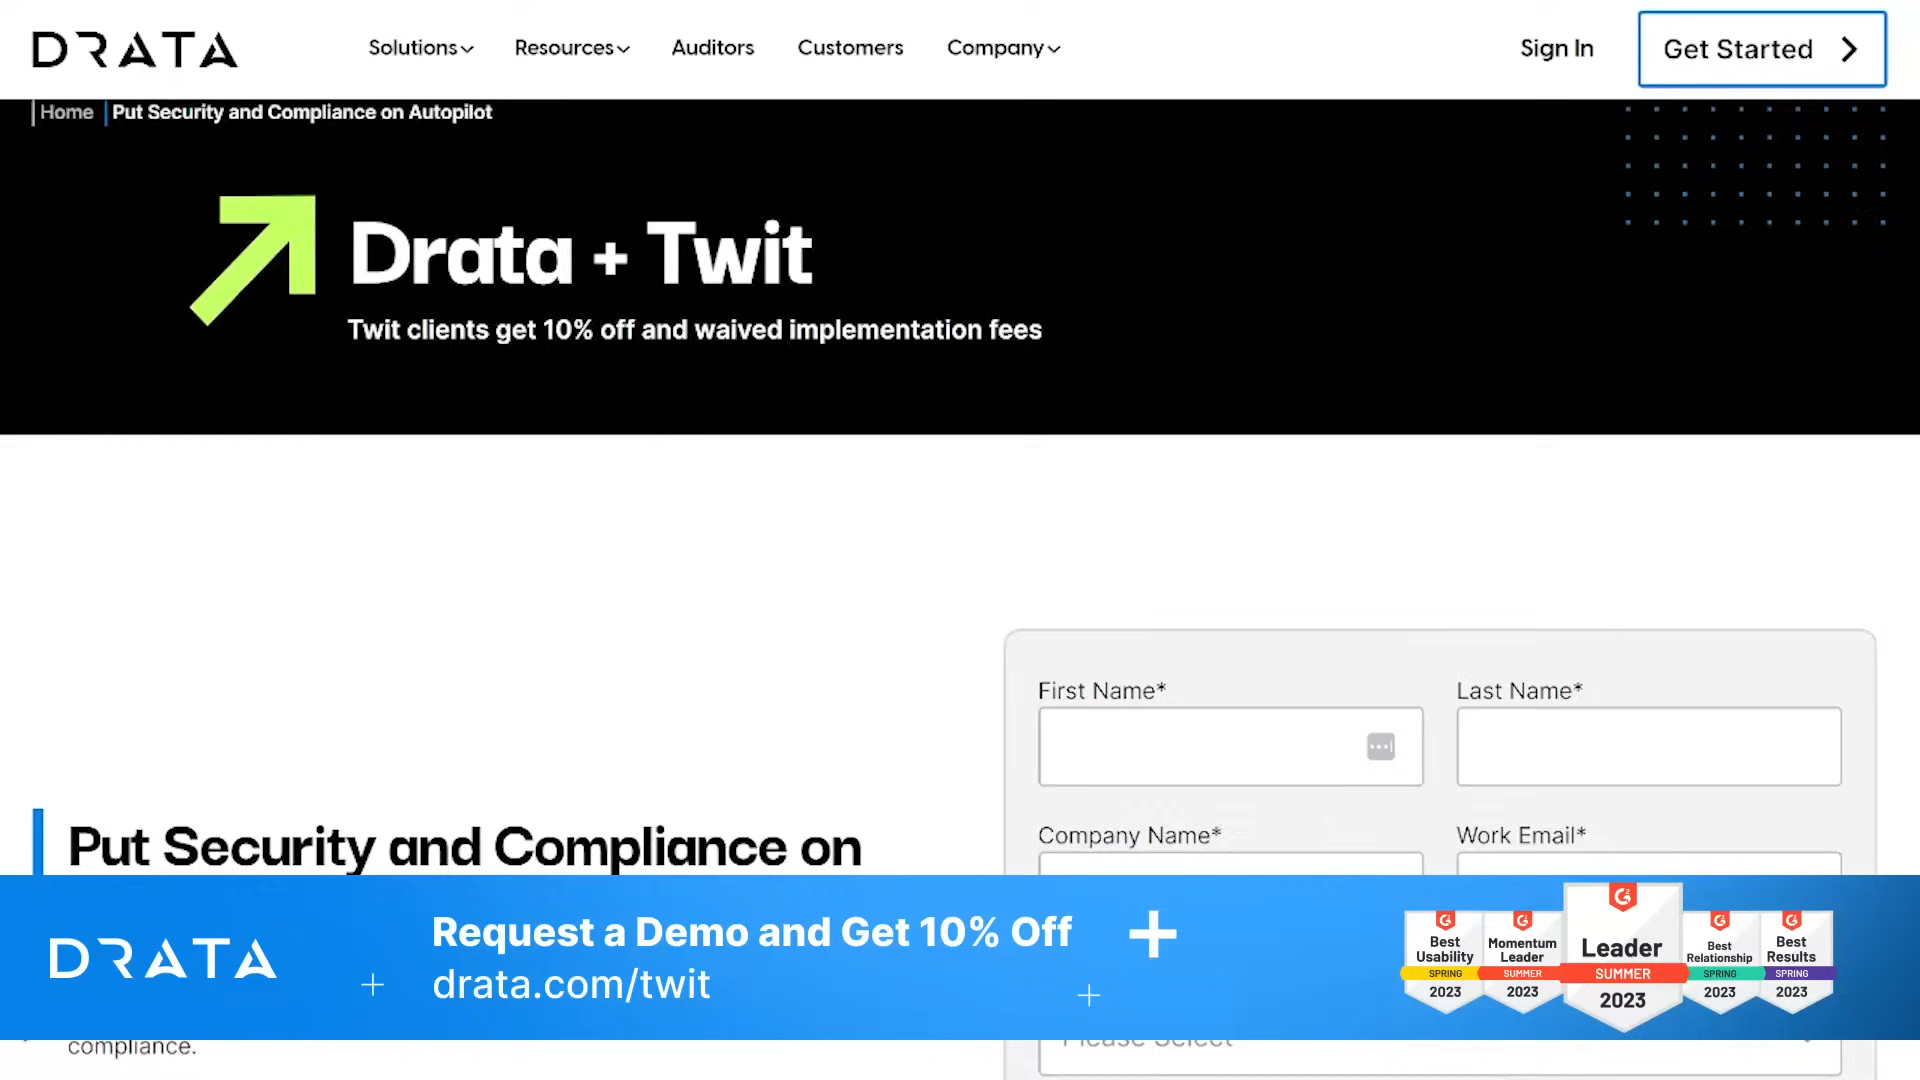 DRATA
Solutions
Resources
Auditors
Customers
Company
Sign In
Get Started
Home
Put Security and Compliance on Autopilot
Drata + Twit
Twit clients get 10% off and waived implementation fees
First Name*
Last Name*
Company Name*
Work Email*
Put Security and Compliance on
DRATA
Request a Demo and Get 10% Off
drata.com/twit
Best
Usability
SPRING
2023
Momentum
Leader
SUMMER
2023
Leader
SUMMER
2023
Best
Relationship
SPRING
2023
Best
Results
SPRING
2023
compliance.
Please Select